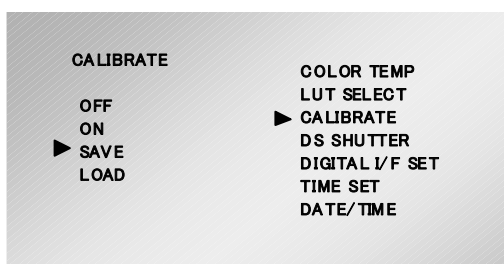 CALIBRATE
OFF
ON
SAVE
LOAD
COLOR TEMP
LUT SELECT
CALIBRATE
DS SHUTTER
DIGITAL I/F SET
TIME SET
DATE/TIME